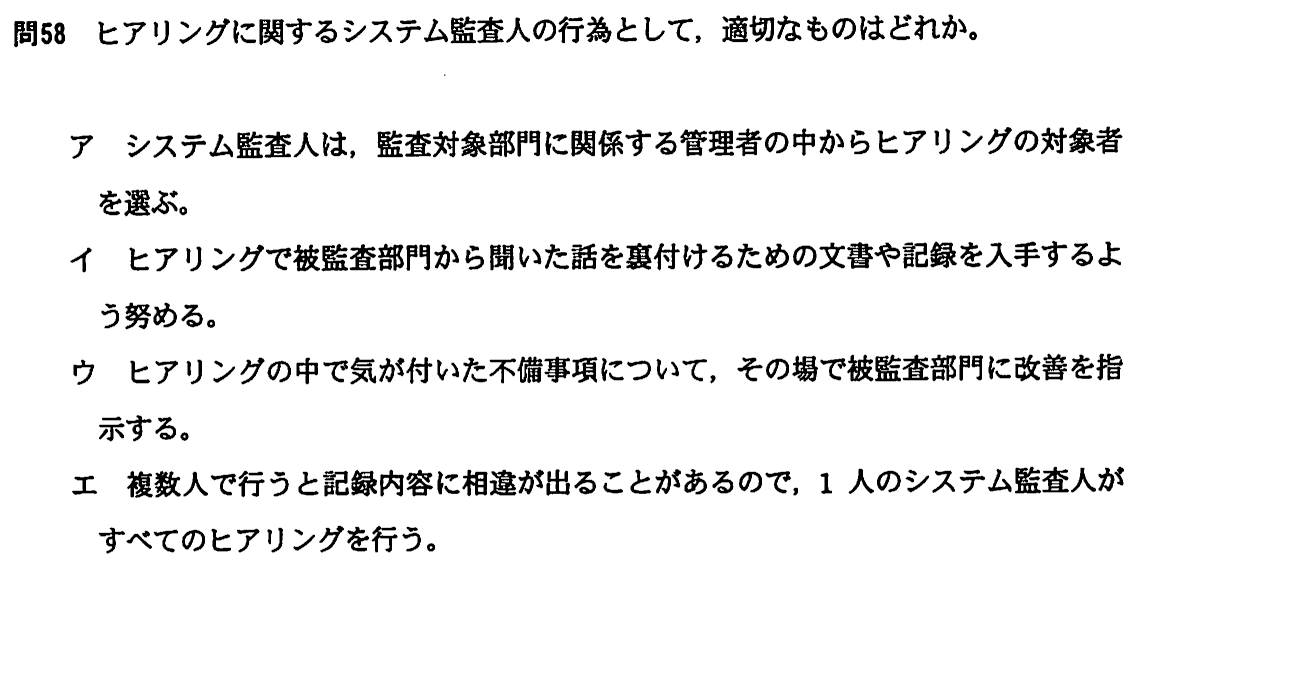 問58 ヒアリングに関するシステム監査人の行為として，適切なものはどれか。
ア システム監査人は，監査対象部門に関係する管理者の中からヒアリングの対象者
を選ぶ。
イ ヒアリングで被監査部門から聞いた話を裏付けるための文書や記録を入手するよ
う努める。
ウ ヒアリングの中で気が付いた不備事項について，その場で被監査部門に改善を指
示する。
エ 複数人で行うと記録内容に相違が出ることがあるので，1 人のシステム監査人が
すべてのヒアリングを行う。